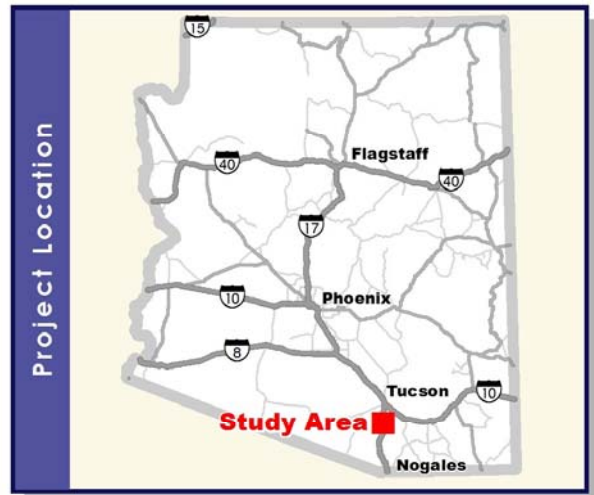 Project Location
15
Flagstaff
40
40
17
Phoenix
10
8
Tucson
10
Study Area
Nogales